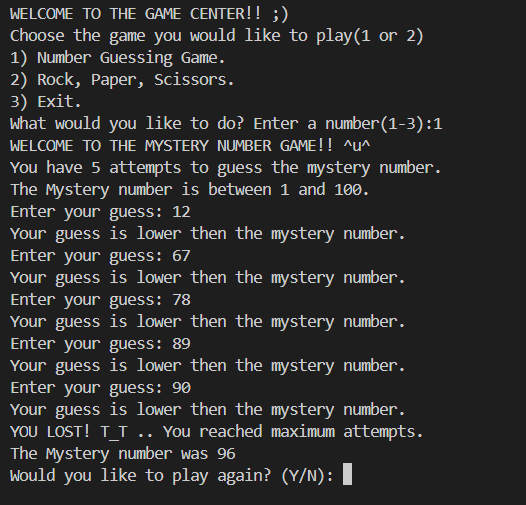 WELCOME TO THE GAME CENTER!! ;)
Choose the game you would like to play(1 or 2)
1) Number Guessing Game.
2) Rock, Paper, Scissors.
3) Exit.
What would you like to do? Enter a number(1-3):1
WELCOME TO THE MYSTERY NUMBER GAME!! ^u^
You have 5 attempts to guess the mystery number.
The Mystery number is between 1 and 100.
Enter your guess: 12
Your guess is lower then the mystery number.
Enter your guess: 67
Your guess is lower then the mystery number.
Enter your guess: 78
Your guess is lower then the mystery number.
Enter your guess: 89
Your guess is lower then the mystery number.
Enter your guess: 90
Your guess is lower then the mystery number.
YOU LOST! T_T .. You reached maximum attempts.
The Mystery number was 96
Would you like to play again? (Y/N):